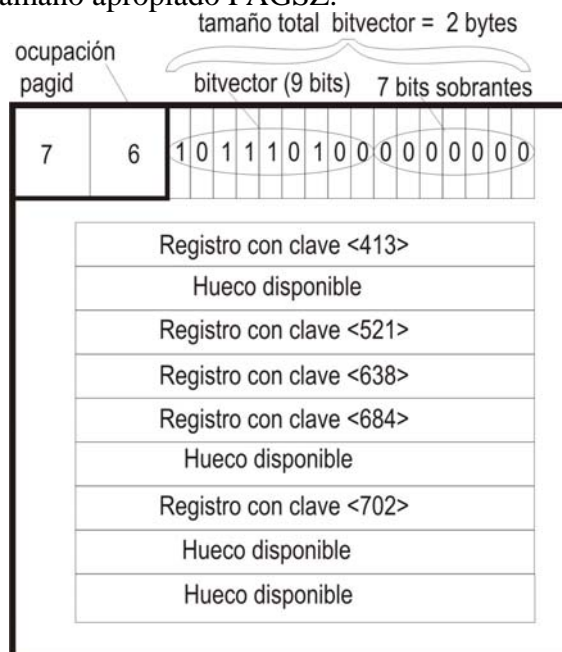 tamaño apropiado PAGSZ.
tamaño total bitvector = 2 bytes
ocupación
pagid
bitvector (9 bits) 7 bits sobrantes
7 6 1 0 1 1 1 0 1 0 0 0 0 0 0 0 0 0
Registro con clave <413>
Hueco disponible
Registro con clave <521>
Registro con clave <638>
Registro con clave <684>
Hueco disponible
Registro con clave <702>
Hueco disponible
Hueco disponible